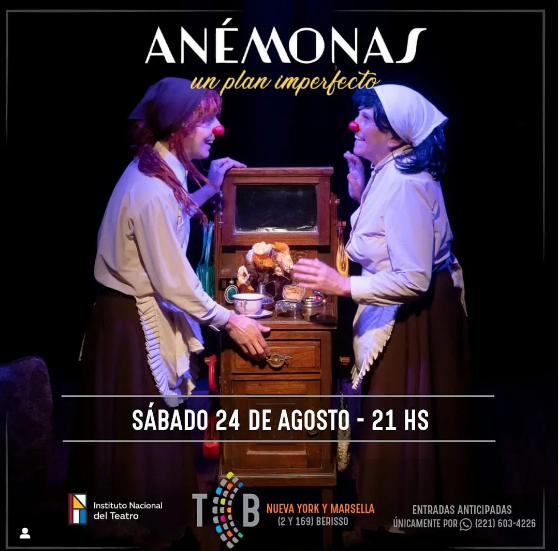 ANÉMONAS
un plan imperfecto
SÁBADO 24 DE AGOSTO - 21 HS
Instituto Nacional
del Teatro
TCB
NUEVA YORK Y MARSELLA
(2 Y 169) BERISSO
ENTRADAS ANTICIPADAS
ÚNICAMENTE POR (221) 603-4226